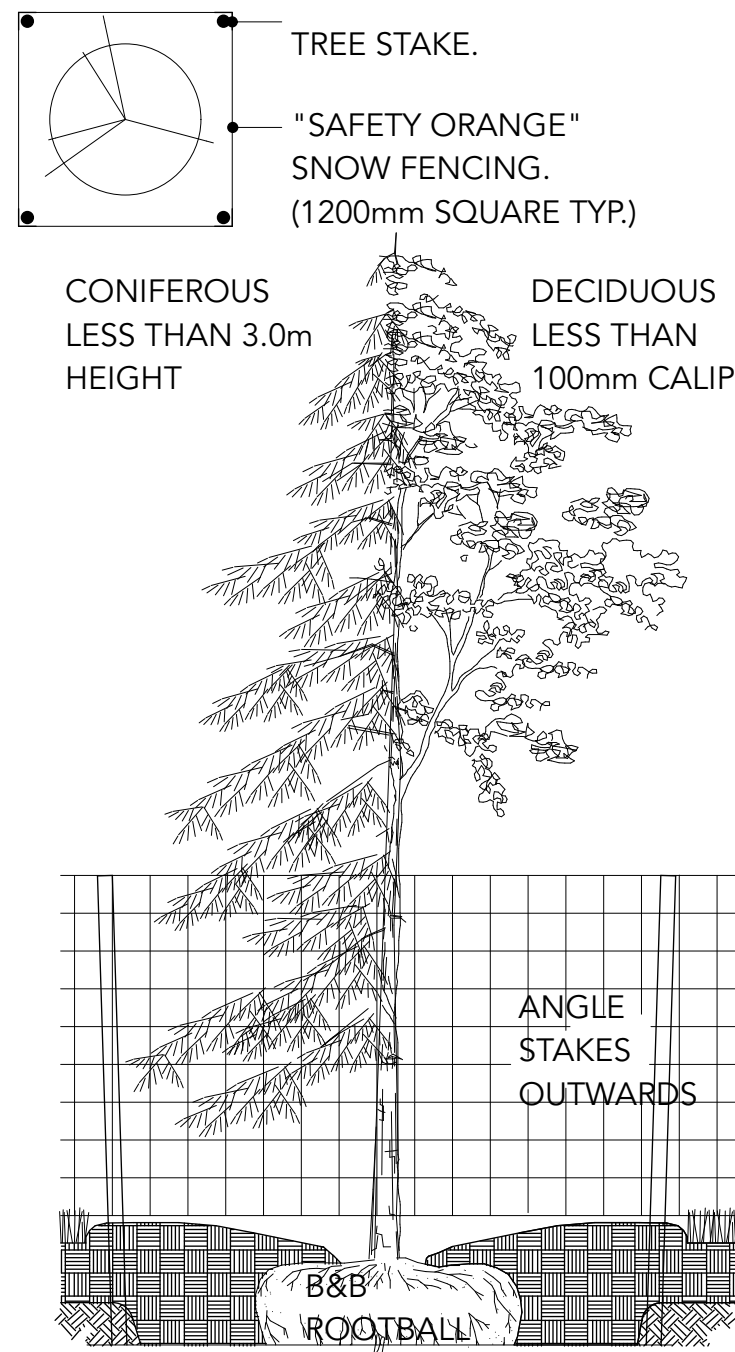 TREE STAKE.
"SAFETY ORANGE"
SNOW FENCING.
(1200mm SQUARE TYP.)
CONIFEROUS
LESS THAN 3.0m
HEIGHT
DECIDUOUS
LESS THAN
100mm CALIP
ANGLE
STAKES
OUTWARDS
B&B
ROOTBALL